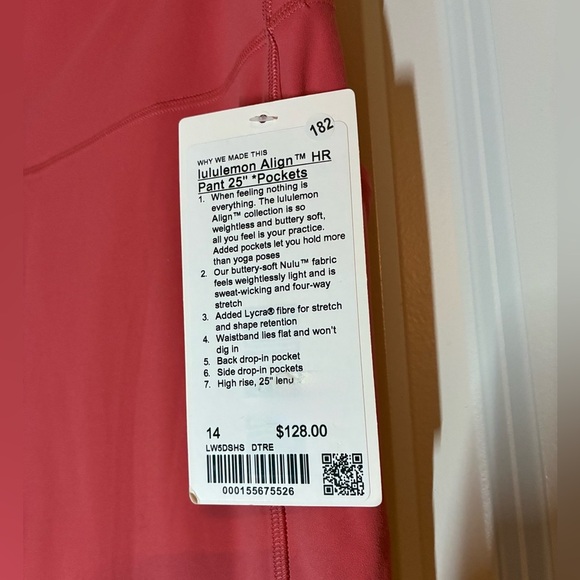 182
WHY WE MADE THIS
lululemon Align™ HR
Pant 25" *Pockets
1. When feeling nothing is
everything. The lululemon
Align™ collection is so
weightless and buttery soft,
all you feel is your practice.
Added pockets let you hold more
than yoga poses
2. Our buttery-soft Nulu™ fabric
feels weightlessly light and is
sweat-wicking and four-way
stretch
3. Added Lycra® fibre for stretch
and shape retention
4. Waistband lies flat and won't
dig in
5. Back drop-in pocket
6. Side drop-in pockets
7. High rise, 25"
14 $128.00
LW5DSHS DTRE
000155675526